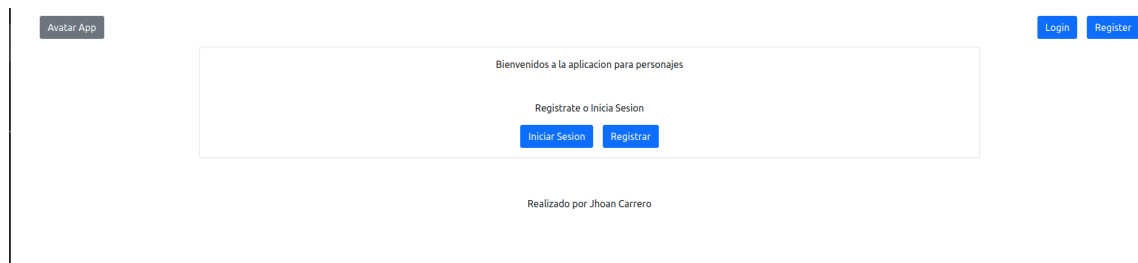 Avatar App Login Register
Bienvenidos a la aplicacion para personajes
Registrate o Inicia Sesion
Iniciar Sesion Registrar
Realizado por Jhoan Carrero